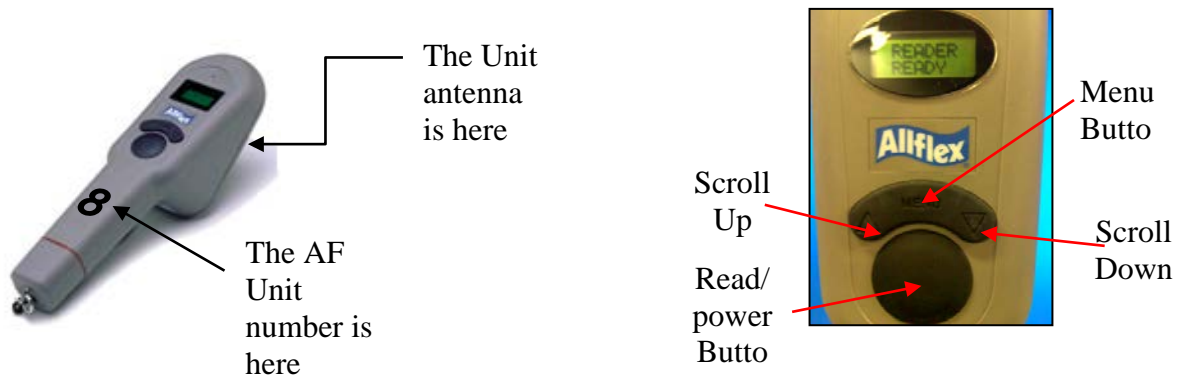 The Unit
antenna
is here
8
The AF
Unit
number is
here
READER
READY
Allflex
MENU
Menu
Butto
Scroll
Up
Scroll
Down
Read/
power
Butto